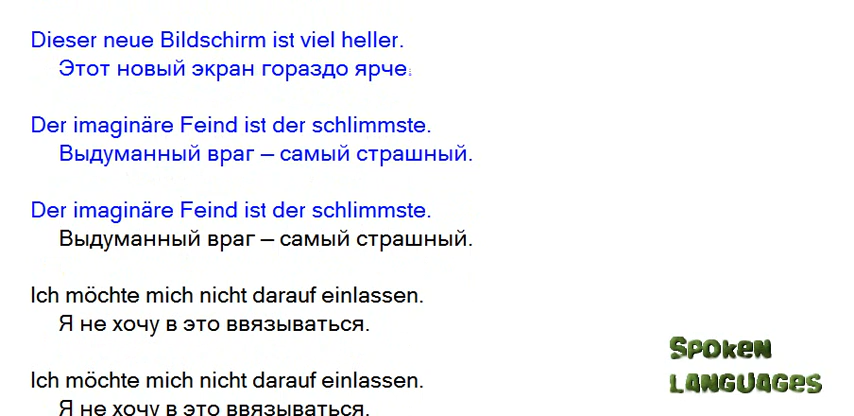 Dieser neue Bildschirm ist viel heller.
Этот новый экран гораздо ярче.
Der imaginäre Feind ist der schlimmste.
Выдуманный враг – самый страшный.
Der imaginäre Feind ist der schlimmste.
Выдуманный враг – самый страшный.
Ich möchte mich nicht darauf einlassen.
Я не хочу в это ввязываться.
Ich möchte mich nicht darauf einlassen.
Я не хочу в это ввязываться.
Spoken
Languages